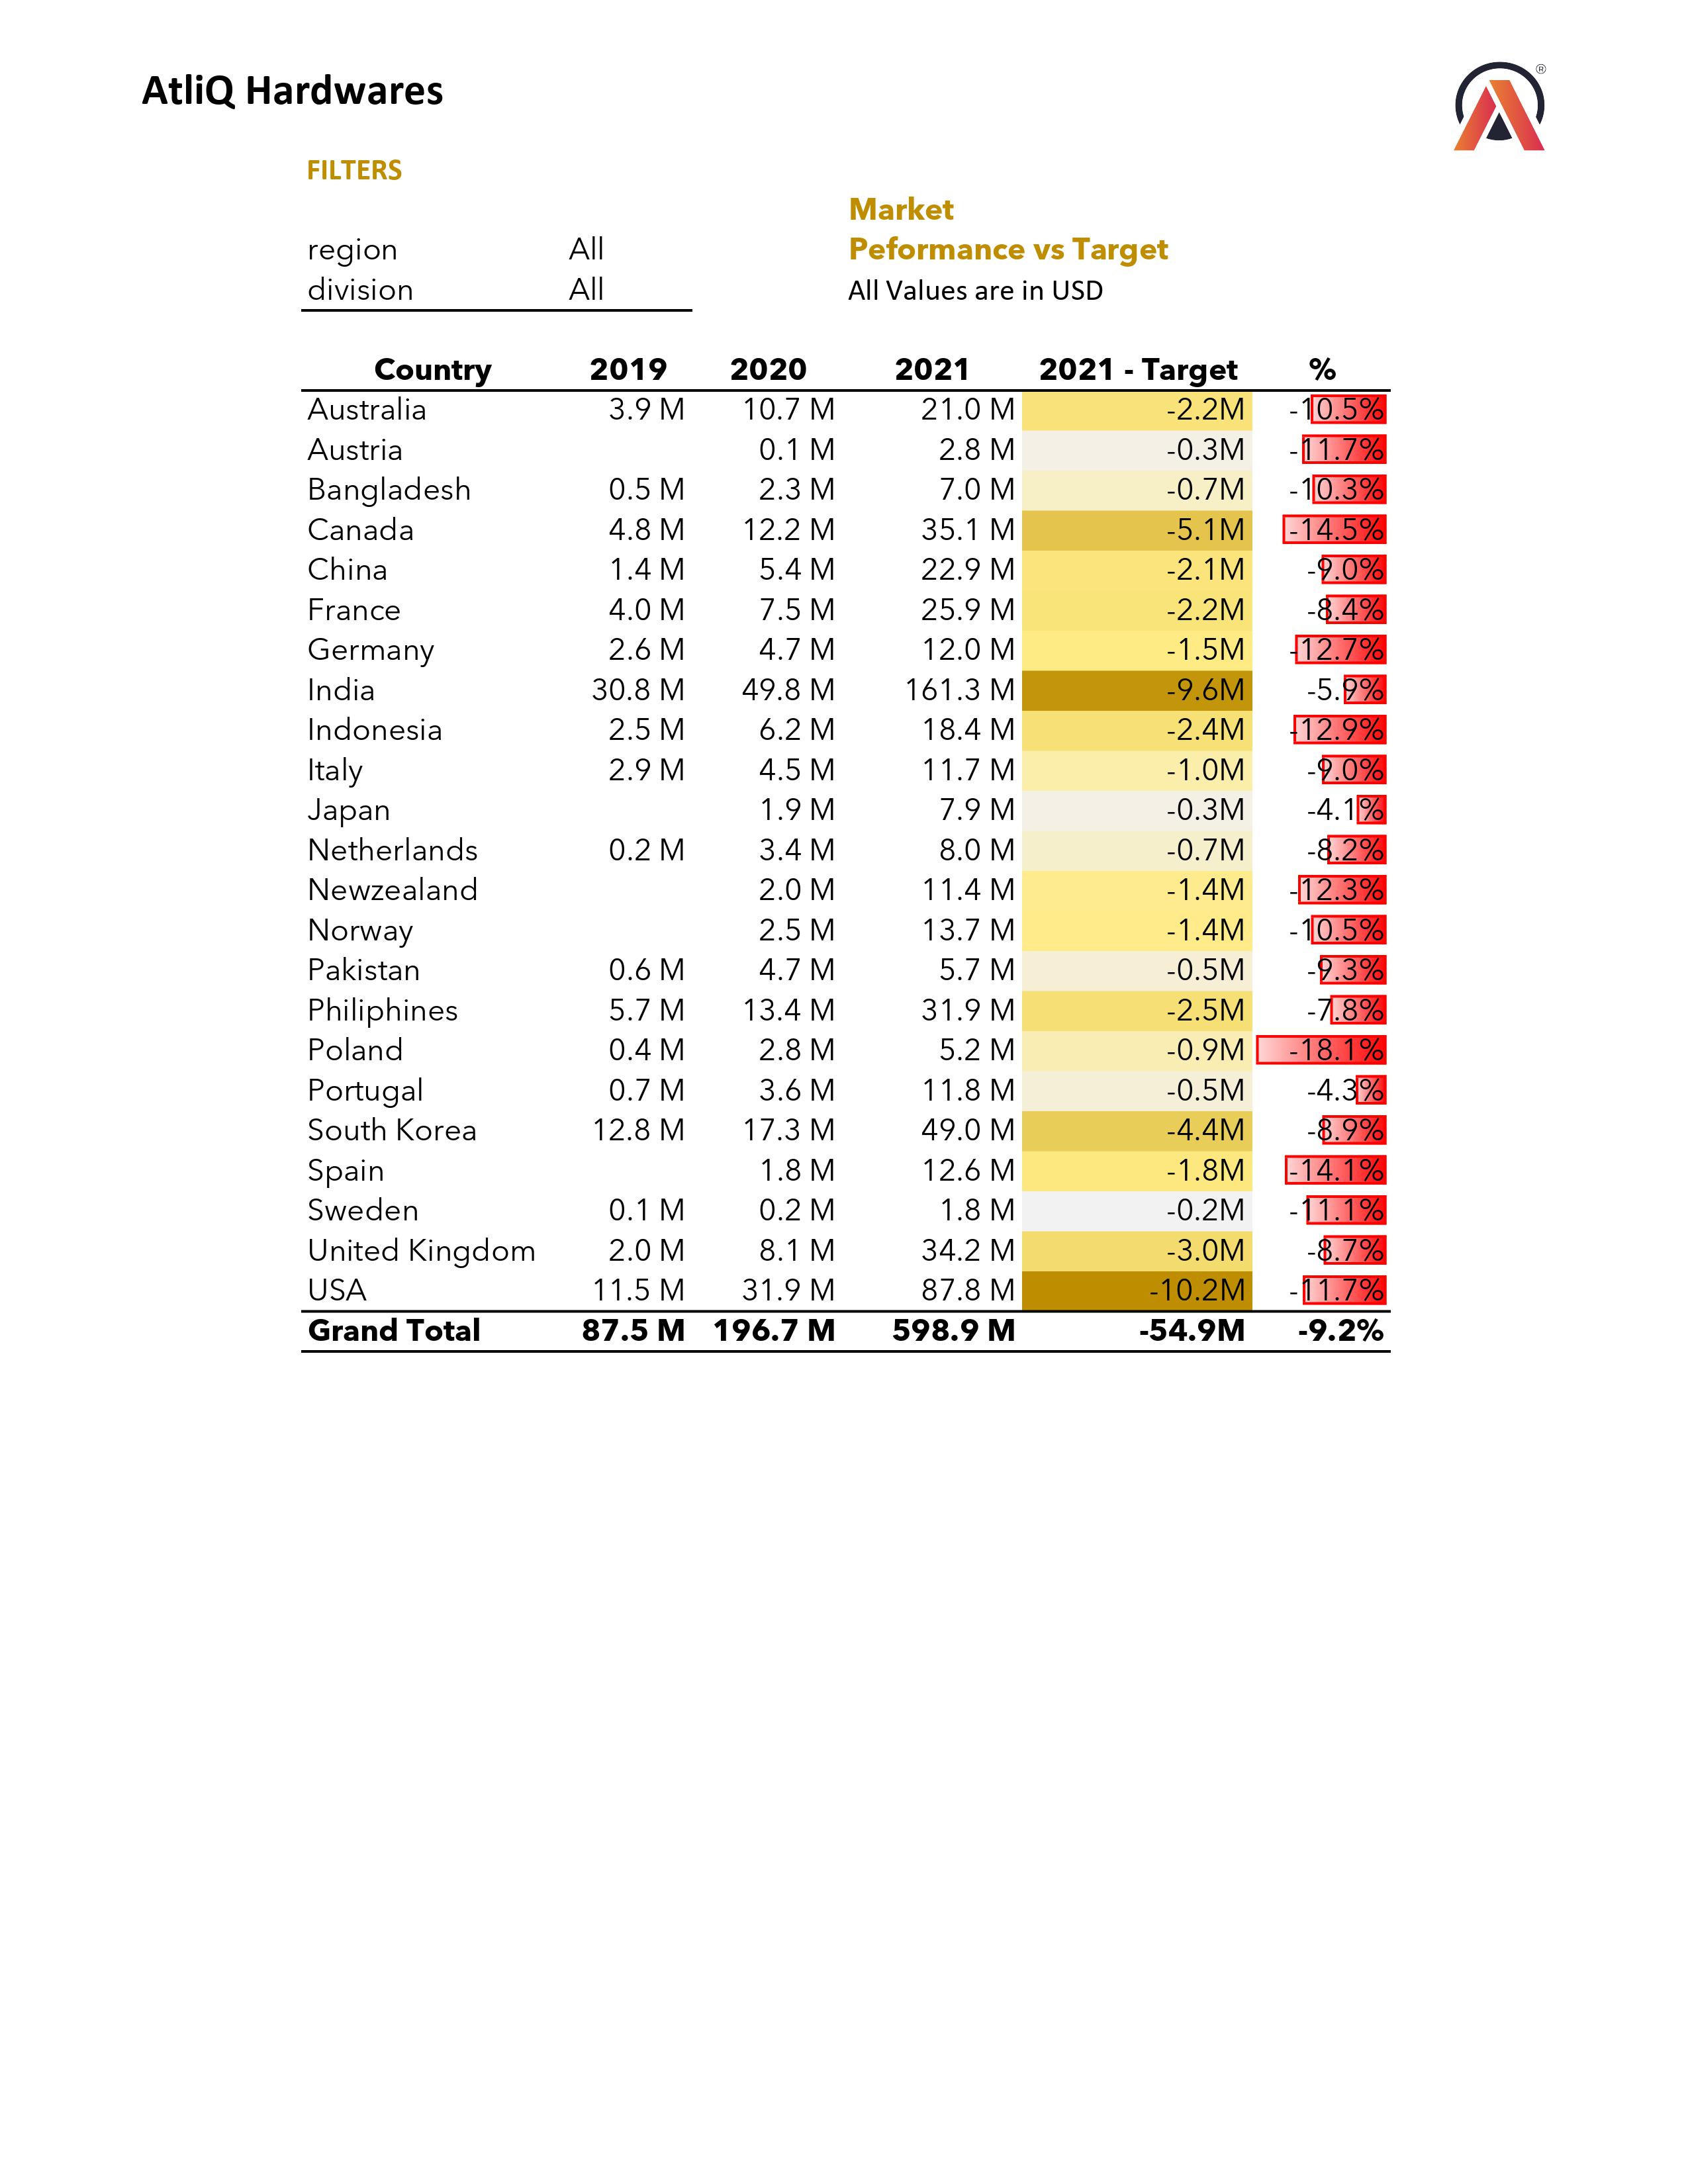 AtliQ Hardwares
®
FILTERS
Market
region All Peformance vs Target
division All All Values are in USD
Country 2019 2020 2021 2021 - Target %
Australia 3.9 M 10.7 M 21.0 M -2.2M -10.5%
Austria 0.1 M 2.8 M -0.3M -11.7%
Bangladesh 0.5 M 2.3 M 7.0 M -0.7M -10.3%
Canada 4.8 M 12.2 M 35.1 M -5.1M -14.5%
China 1.4 M 5.4 M 22.9 M -2.1M -9.0%
France 4.0 M 7.5 M 25.9 M -2.2M -8.4%
Germany 2.6 M 4.7 M 12.0 M -1.5M -12.7%
India 30.8 M 49.8 M 161.3 M -9.6M -5.9%
Indonesia 2.5 M 6.2 M 18.4 M -2.4M -12.9%
Italy 2.9 M 4.5 M 11.7 M -1.0M -9.0%
Japan 1.9 M 7.9 M -0.3M -4.1%
Netherlands 0.2 M 3.4 M 8.0 M -0.7M -8.2%
Newzealand 2.0 M 11.4 M -1.4M -12.3%
Norway 2.5 M 13.7 M -1.4M -10.5%
Pakistan 0.6 M 4.7 M 5.7 M -0.5M -9.3%
Philiphines 5.7 M 13.4 M 31.9 M -2.5M -7.8%
Poland 0.4 M 2.8 M 5.2 M -0.9M -18.1%
Portugal 0.7 M 3.6 M 11.8 M -0.5M -4.3%
South Korea 12.8 M 17.3 M 49.0 M -4.4M -8.9%
Spain 1.8 M 12.6 M -1.8M -14.1%
Sweden 0.1 M 0.2 M 1.8 M -0.2M -11.1%
United Kingdom 2.0 M 8.1 M 34.2 M -3.0M -8.7%
USA 11.5 M 31.9 M 87.8 M -10.2M -11.7%
Grand Total 87.5 M 196.7 M 598.9 M -54.9M -9.2%